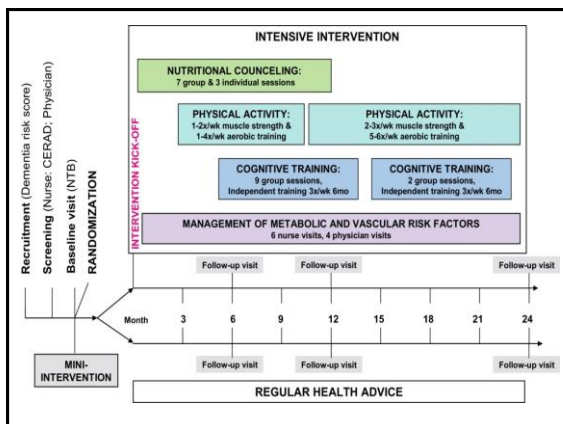 INTENSIVE INTERVENTION
NUTRITIONAL COUNCELING:
7 group & 3 individual sessions
PHYSICAL ACTIVITY:
1-2x/wk muscle strength &
1-4x/wk aerobic training
PHYSICAL ACTIVITY:
2-3x/wk muscle strength &
5-6x/wk aerobic training
COGNITIVE TRAINING:
9 group sessions,
Independent training 3x/wk 6mo
COGNITIVE TRAINING:
2 group sessions,
Independent training 3x/wk 6mo
MANAGEMENT OF METABOLIC AND VASCULAR RISK FACTORS
6 nurse visits, 4 physician visits
INTERVENTION KICK-OFF
Recruitment (Dementia risk score)
Screening (Nurse: CERAD; Physician)
Baseline visit (NTB)
RANDOMIZATION
Follow-up visit Follow-up visit Follow-up visit
Month 3 6 9 12 15 18 21 24
MINI-
INTERVENTION
Follow-up visit Follow-up visit Follow-up visit
REGULAR HEALTH ADVICE